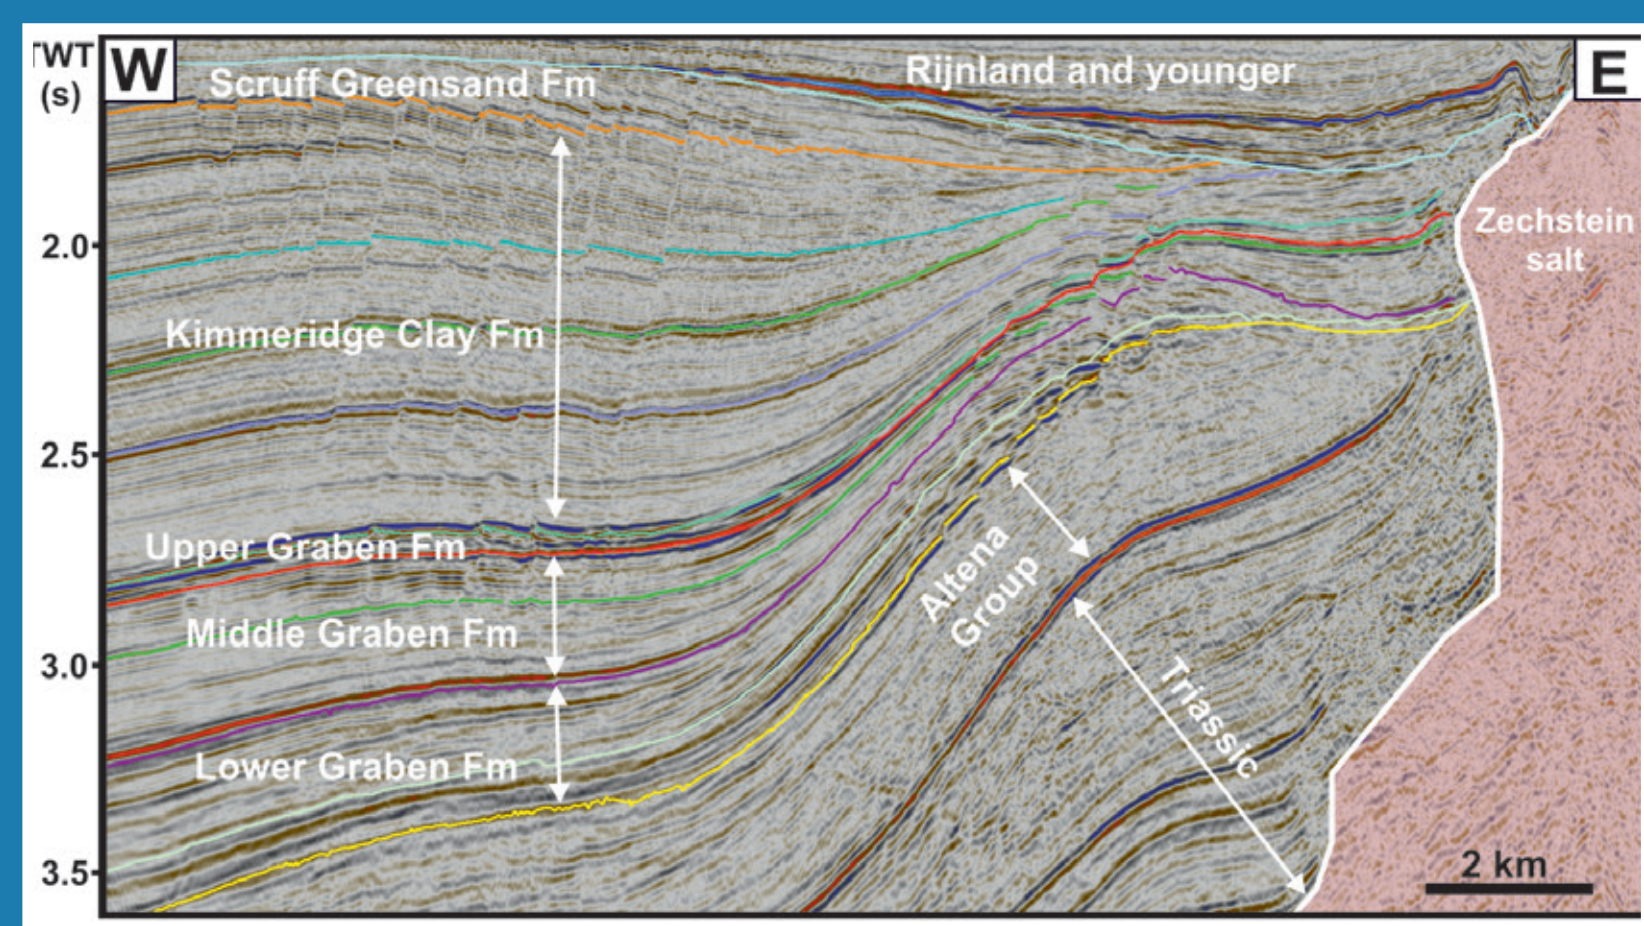 TWT
(s)
W
E
Scruff Greensand Fm
Rijnland and younger
Zechstein
salt
2.0
Kimmeridge Clay Fm
2.5
Upper Graben Fm
Altena
Group
Middle Graben Fm
3.0
Triassic
Lower Graben Fm
3.5
2 km